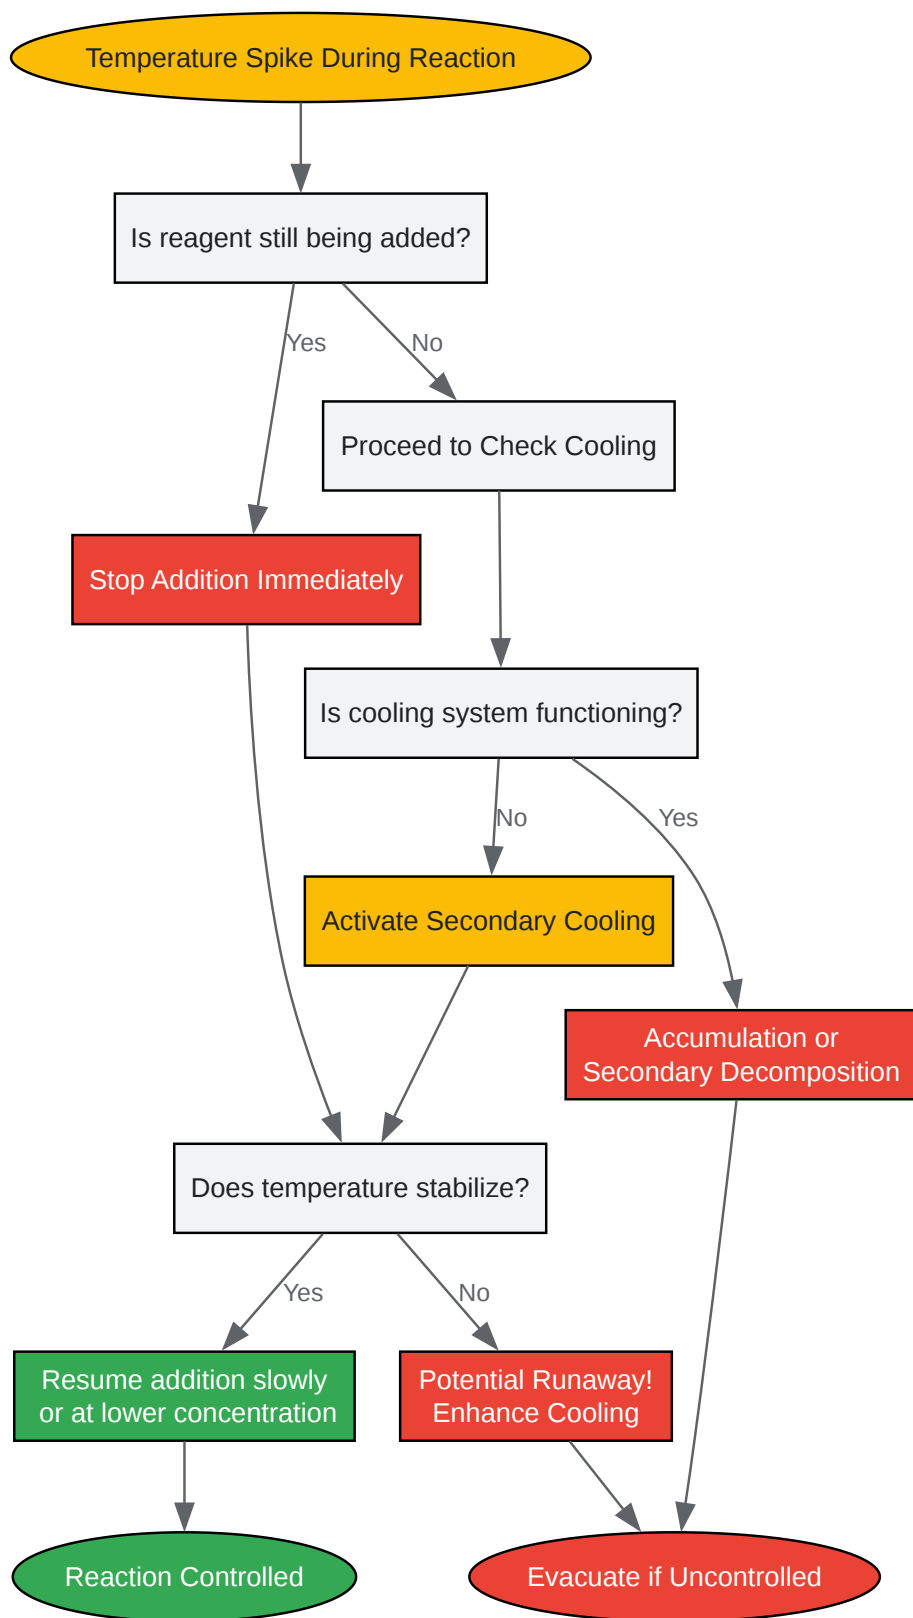 Temperature Spike During Reaction
Is reagent still being added?
Yes
No
Proceed to Check Cooling
Stop Addition Immediately
Is cooling system functioning?
No
Yes
Activate Secondary Cooling
Accumulation or
Secondary Decomposition
Does temperature stabilize?
Yes
No
Resume addition slowly
or at lower concentration
Potential Runaway!
Enhance Cooling
Reaction Controlled
Evacuate if Uncontrolled